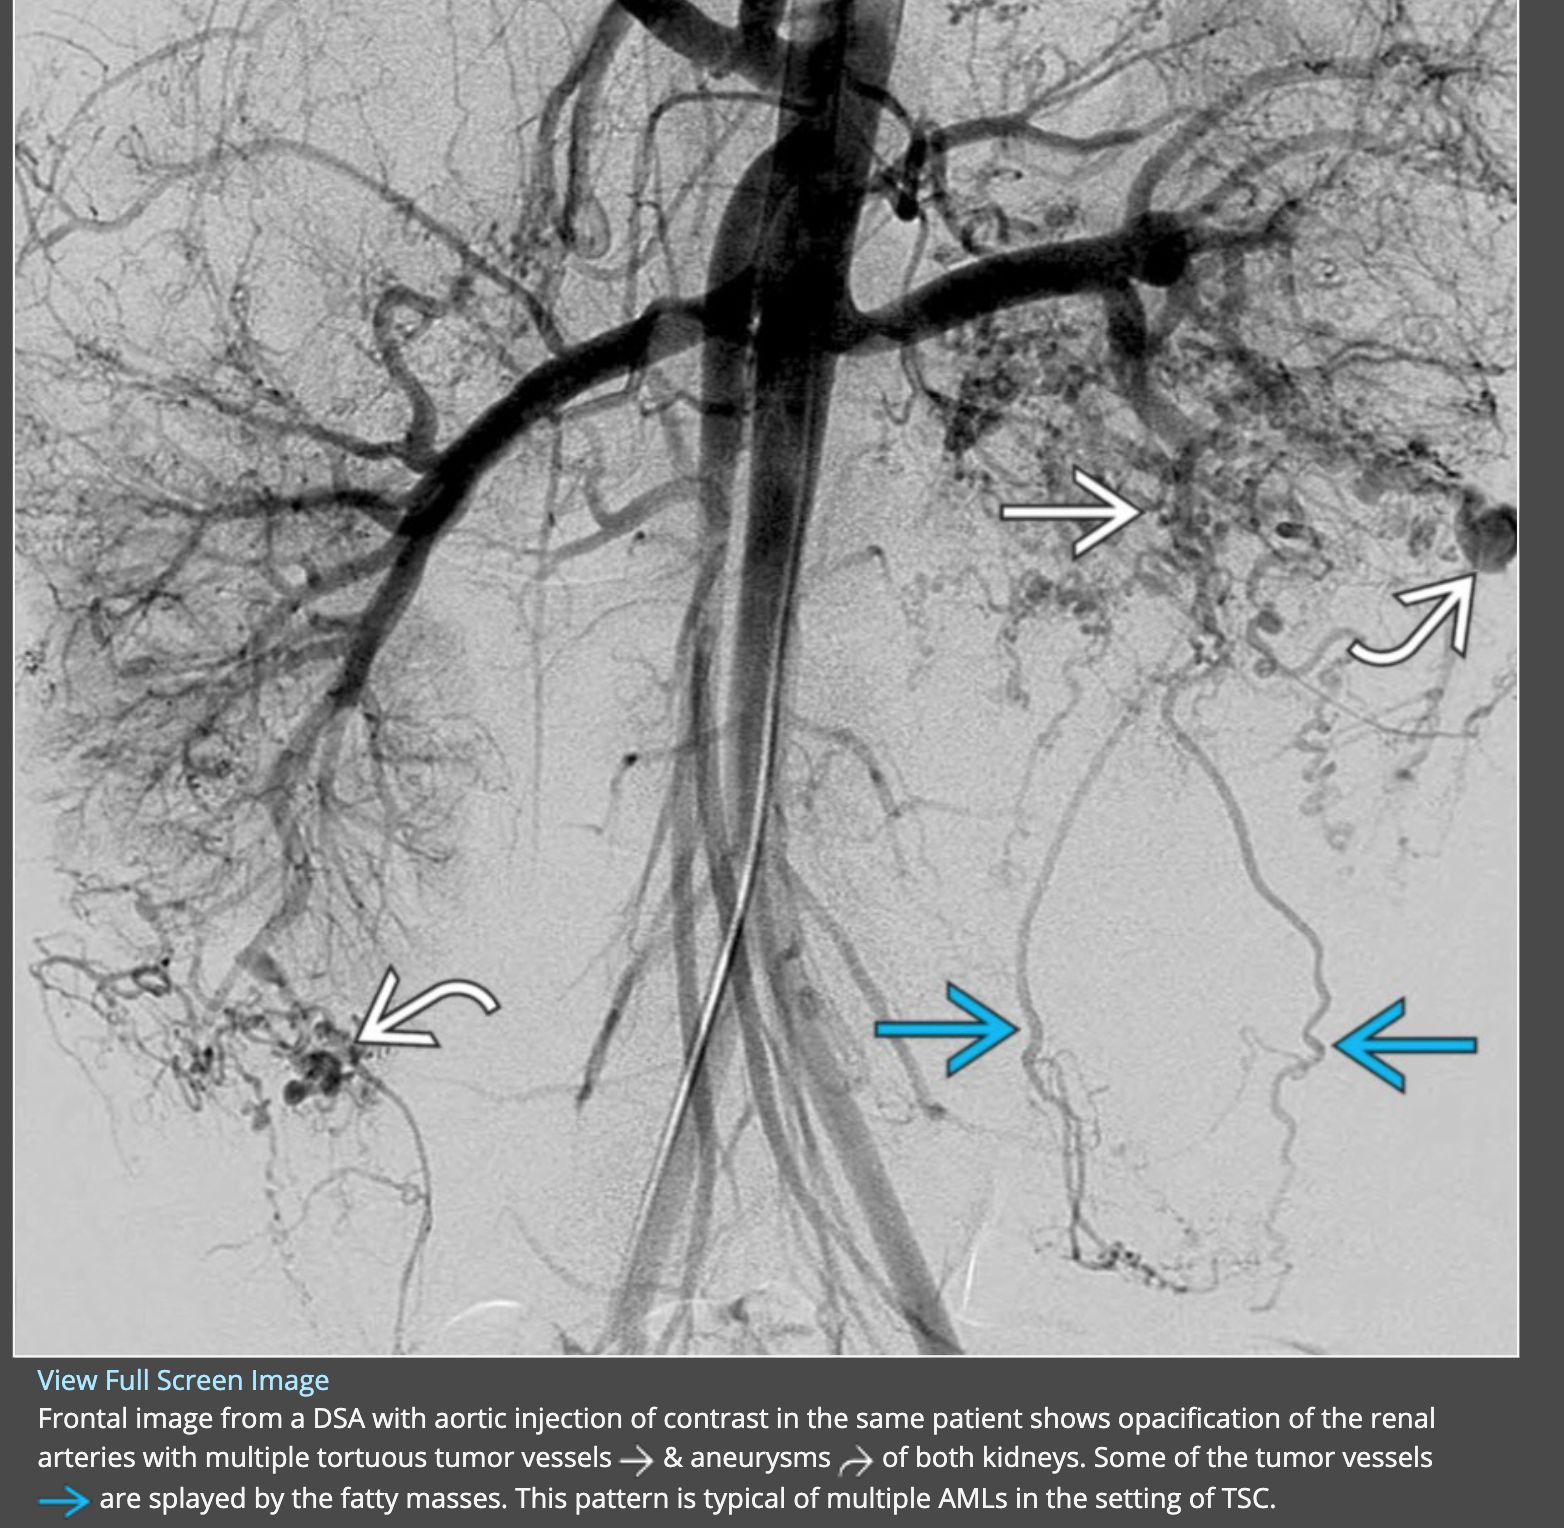 View Full Screen Image
Frontal image from a DSA with aortic injection of contrast in the same patient shows opacification of the renal
arteries with multiple tortuous tumor vessels → & aneurysms ↷ of both kidneys. Some of the tumor vessels
→ are splayed by the fatty masses. This pattern is typical of multiple AMLs in the setting of TSC.